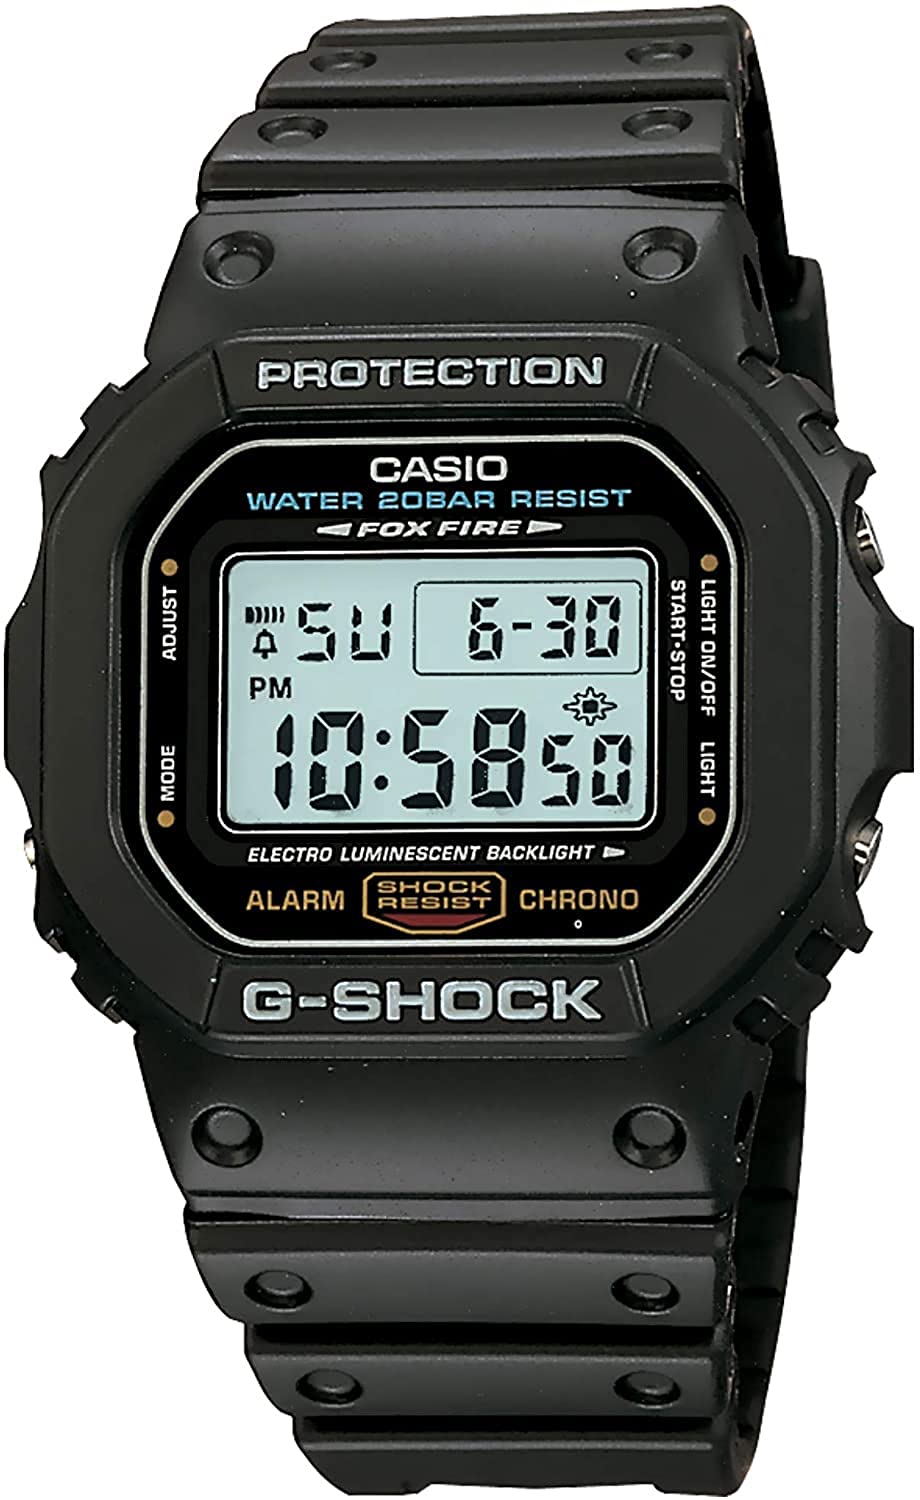 PROTECTION
CASIO
WATER 20BAR RESIST
FOX FIRE
ADJUST
MODE
SU 6-30
PM
10:58 50
LIGHT ON/OFF
START·STOP
LIGHT
ELECTRO LUMINESCENT BACKLIGHT
ALARM SHOCK RESIST CHRONO
G-SHOCK